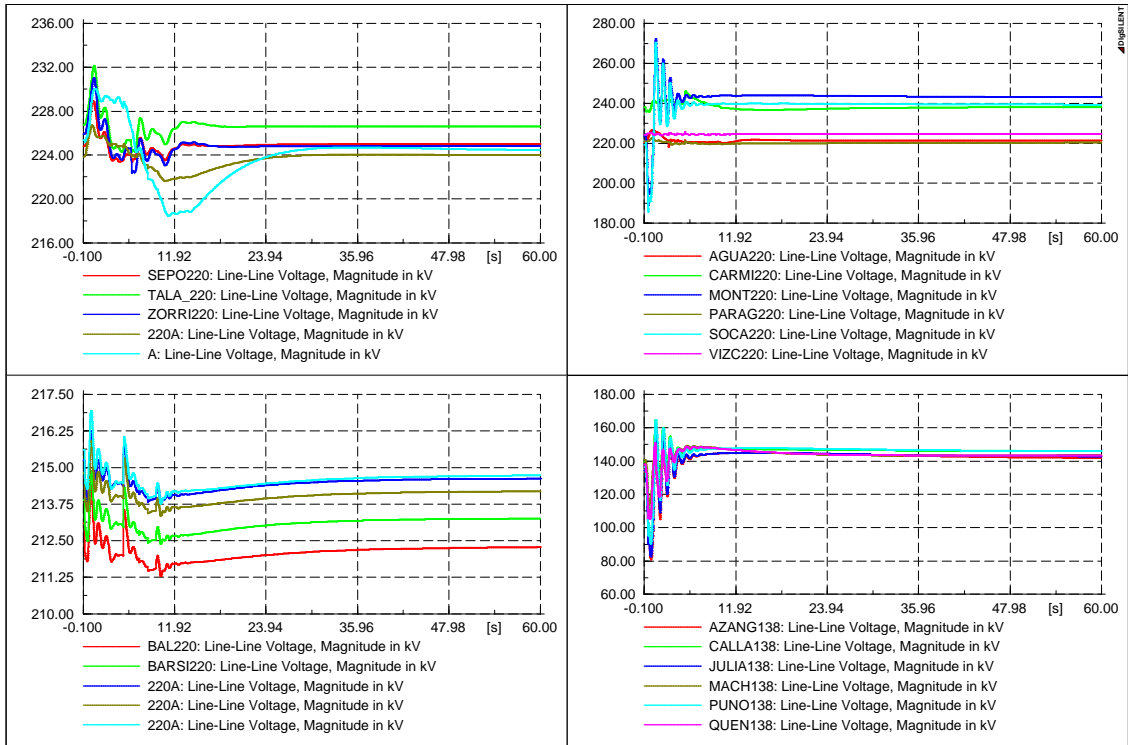 236.00
232.00
228.00
224.00
220.00
216.00
-0.100 11.92 23.94 35.96 47.98 [s] 60.00
SEPO220: Line-Line Voltage, Magnitude in kV
TALA_220: Line-Line Voltage, Magnitude in kV
ZORRI220: Line-Line Voltage, Magnitude in kV
220A: Line-Line Voltage, Magnitude in kV
A: Line-Line Voltage, Magnitude in kV
280.00
260.00
240.00
220.00
200.00
180.00
-0.100 11.92 23.94 35.96 47.98 [s] 60.00
AGUA220: Line-Line Voltage, Magnitude in kV
CARMI220: Line-Line Voltage, Magnitude in kV
MONT220: Line-Line Voltage, Magnitude in kV
PARAG220: Line-Line Voltage, Magnitude in kV
SOCA220: Line-Line Voltage, Magnitude in kV
VIZC220: Line-Line Voltage, Magnitude in kV
DIgSILENT
217.50
216.25
215.00
213.75
212.50
211.25
210.00
-0.100 11.92 23.94 35.96 47.98 [s] 60.00
BAL220: Line-Line Voltage, Magnitude in kV
BARSI220: Line-Line Voltage, Magnitude in kV
220A: Line-Line Voltage, Magnitude in kV
220A: Line-Line Voltage, Magnitude in kV
220A: Line-Line Voltage, Magnitude in kV
180.00
160.00
140.00
120.00
100.00
80.00
60.00
-0.100 11.92 23.94 35.96 47.98 [s] 60.00
AZANG138: Line-Line Voltage, Magnitude in kV
CALLA138: Line-Line Voltage, Magnitude in kV
JULIA138: Line-Line Voltage, Magnitude in kV
MACH138: Line-Line Voltage, Magnitude in kV
PUNO138: Line-Line Voltage, Magnitude in kV
QUEN138: Line-Line Voltage, Magnitude in kV